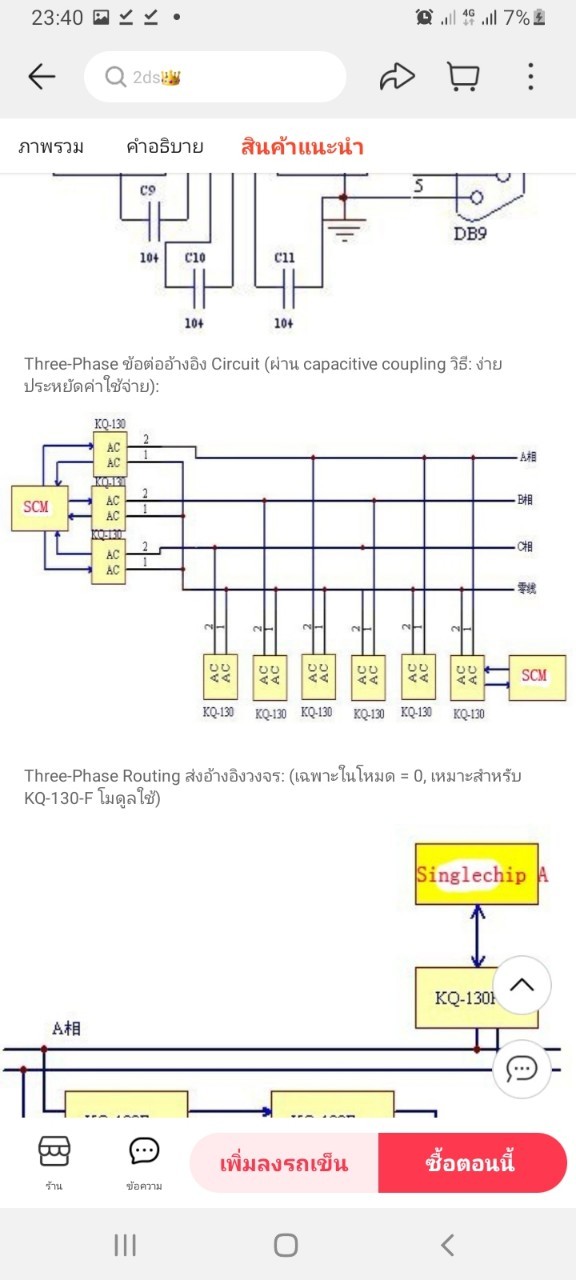 23:40 4G 7%
2ds
ภาพรวม คำอธิบาย สินค้าแนะนำ
C9
5
DB9
104 C10 C11
104 104
Three-Phase ข้อต่ออ้างอิง Circuit (ผ่าน capacitive coupling วิธี: ง่าย
ประหยัดค่าใช้จ่าย):
KQ-130
AC 2
AC 1
A相
KQ-130
SCM
AC 2
AC 1
B相
KQ-130
AC 2
AC 1
C相
零线
2 1 2 1 2 1 2 1 2 1 2 1
AC AC AC AC AC AC AC AC AC AC AC AC
SCM
KQ-130 KQ-130 KQ-130 KQ-130 KQ-130 KQ-130
Three-Phase Routing ส่งอ้างอิงวงจร: (เฉพาะในโหมด = 0, เหมาะสำหรับ
KQ-130-F โมดูลใช้)
Singlechip A
A相
ร้าน
ข้อความ
เพิ่มลงรถเข็น
ซื้อตอนนี้